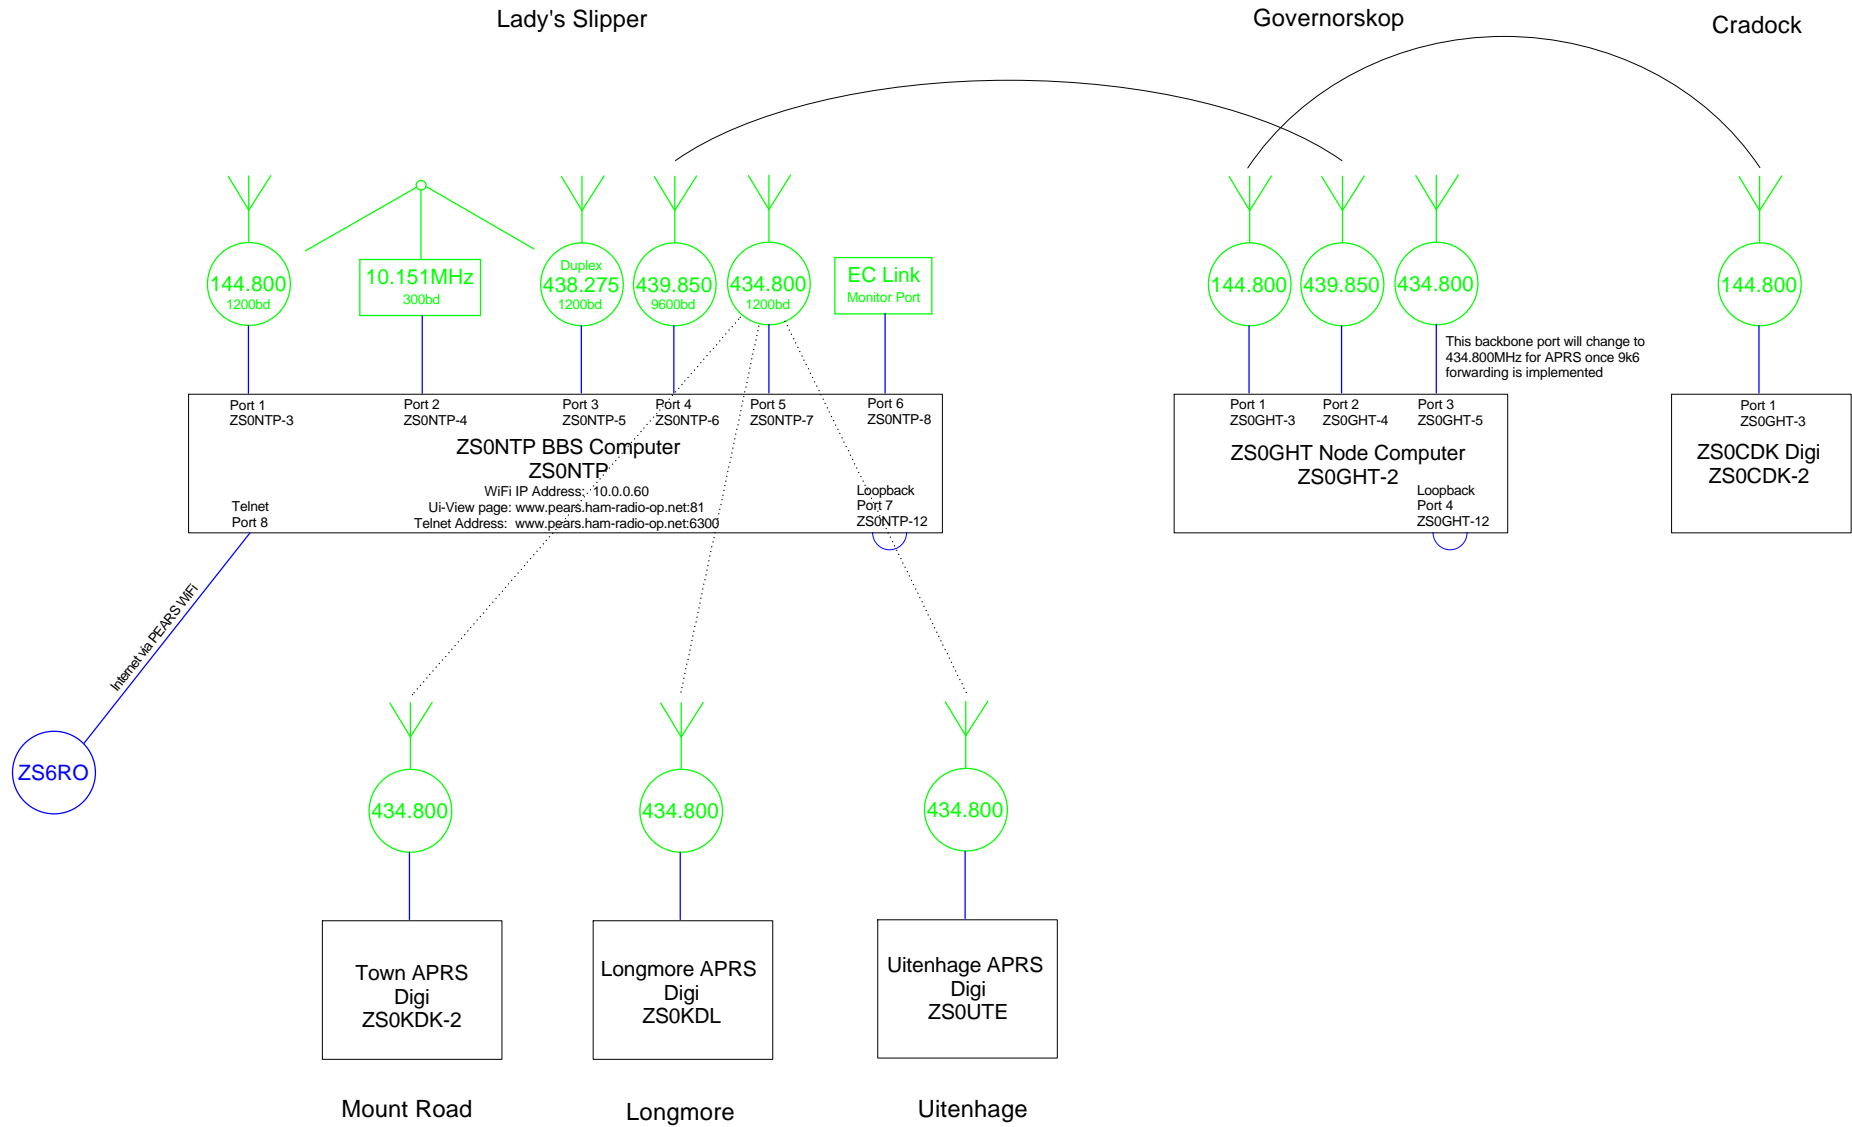 Lady's Slipper
Governorskop
Cradock
144.800
1200bd
10.151MHz
300bd
Duplex
438.275
1200bd
439.850
9600bd
434.800
1200bd
EC Link
Monitor Port
144.800
439.850
434.800
144.800
This backbone port will change to
434.800MHz for APRS once 9k6
forwarding is implemented
Port 1
ZS0NTP-3
Port 2
ZS0NTP-4
Port 3
ZS0NTP-5
Port 4
ZS0NTP-6
Port 5
ZS0NTP-7
Port 6
ZS0NTP-8
ZS0NTP BBS Computer
ZS0NTP
WiFi IP Address: 10.0.0.60
Ui-View page: www.pears.ham-radio-op.net:81
Telnet Address: www.pears.ham-radio-op.net:6300
Telnet
Port 8
Loopback
Port 7
ZS0NTP-12
Port 1
ZS0GHT-3
Port 2
ZS0GHT-4
Port 3
ZS0GHT-5
ZS0GHT Node Computer
ZS0GHT-2
Loopback
Port 4
ZS0GHT-12
Port 1
ZS0GHT-3
ZS0CDK Digi
ZS0CDK-2
Internet via PEARS WiFi
ZS6RO
434.800
434.800
434.800
Town APRS
Digi
ZS0KDK-2
Longmore APRS
Digi
ZS0KDL
Uitenhage APRS
Digi
ZS0UTE
Mount Road
Longmore
Uitenhage